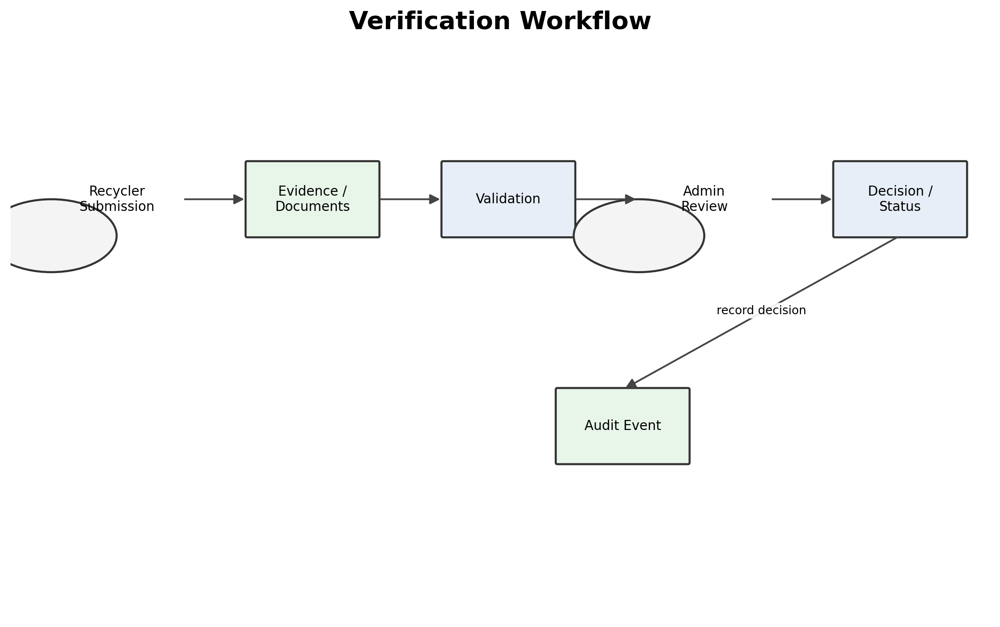 Verification Workflow
Recycler
Submission
Evidence /
Documents
Validation
Admin
Review
Decision /
Status
record decision
Audit Event